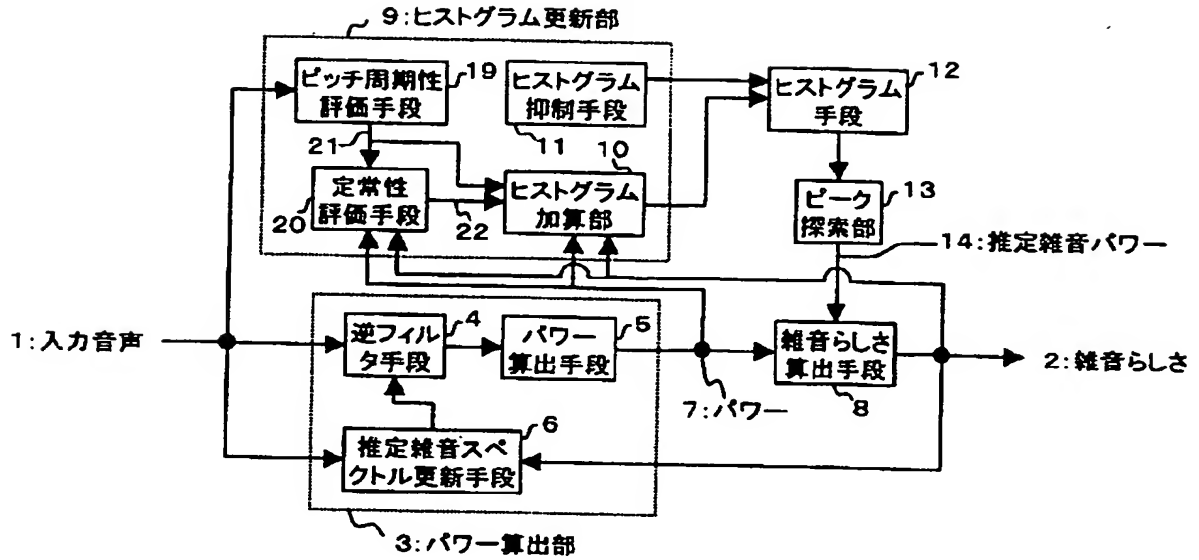 9:ヒストグラム更新部
ピッチ周期性
評価手段
19
ヒストグラム
抑制手段
11
ヒストグラム
手段
12
21
定常性
評価手段
20
22
10
ヒストグラム
加算部
ピーク
探索部
13
14:推定雑音パワー
1:入力音声
逆フィル
タ手段
4
パワー
算出手段
5
雑音らしさ
算出手段
8
2:雑音らしさ
7:パワー
推定雑音スペ
クトル更新手段
6
3:パワー算出部